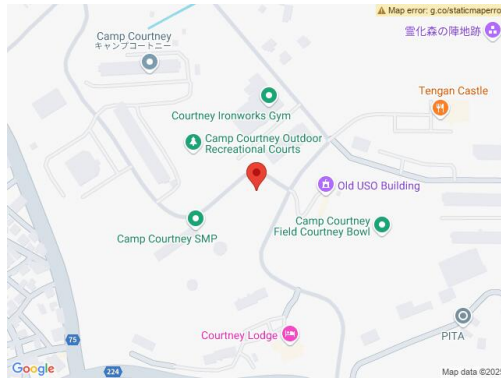 Map error: g.co/staticmaperro
Camp Courtney
キャンプコートニー
霊化森の陣地跡
Tengan Castle
Courtney Ironworks Gym
Camp Courtney Outdoor
Recreational Courts
Old USO Building
Camp Courtney
Field Courtney Bowl
Camp Courtney SMP
PITA
75
Courtney Lodge
224
Google
Map data ©2025